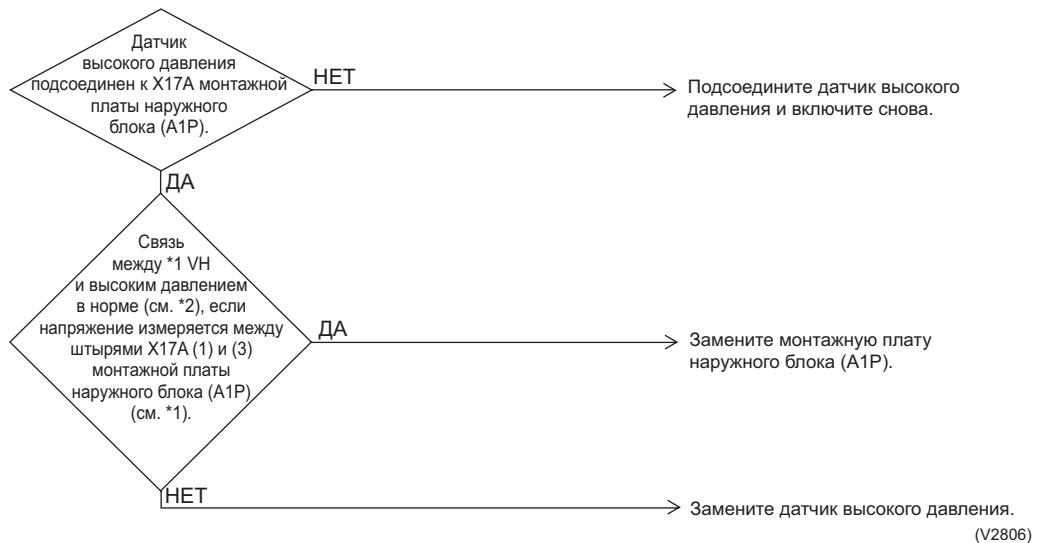 Датчик
высокого давления
подсоединен к X17A монтажной
платы наружного
блока (A1P).
НЕТ
Подсоедините датчик высокого
давления и включите снова.
ДА
Связь
между *1 VH
и высоким давлением
в норме (см. *2), если
напряжение измеряется между
штырями X17A (1) и (3)
монтажной платы
наружного блока (A1P)
(см. *1).
ДА
Замените монтажную плату
наружного блока (A1P).
НЕТ
Замените датчик высокого давления.
(V2806)